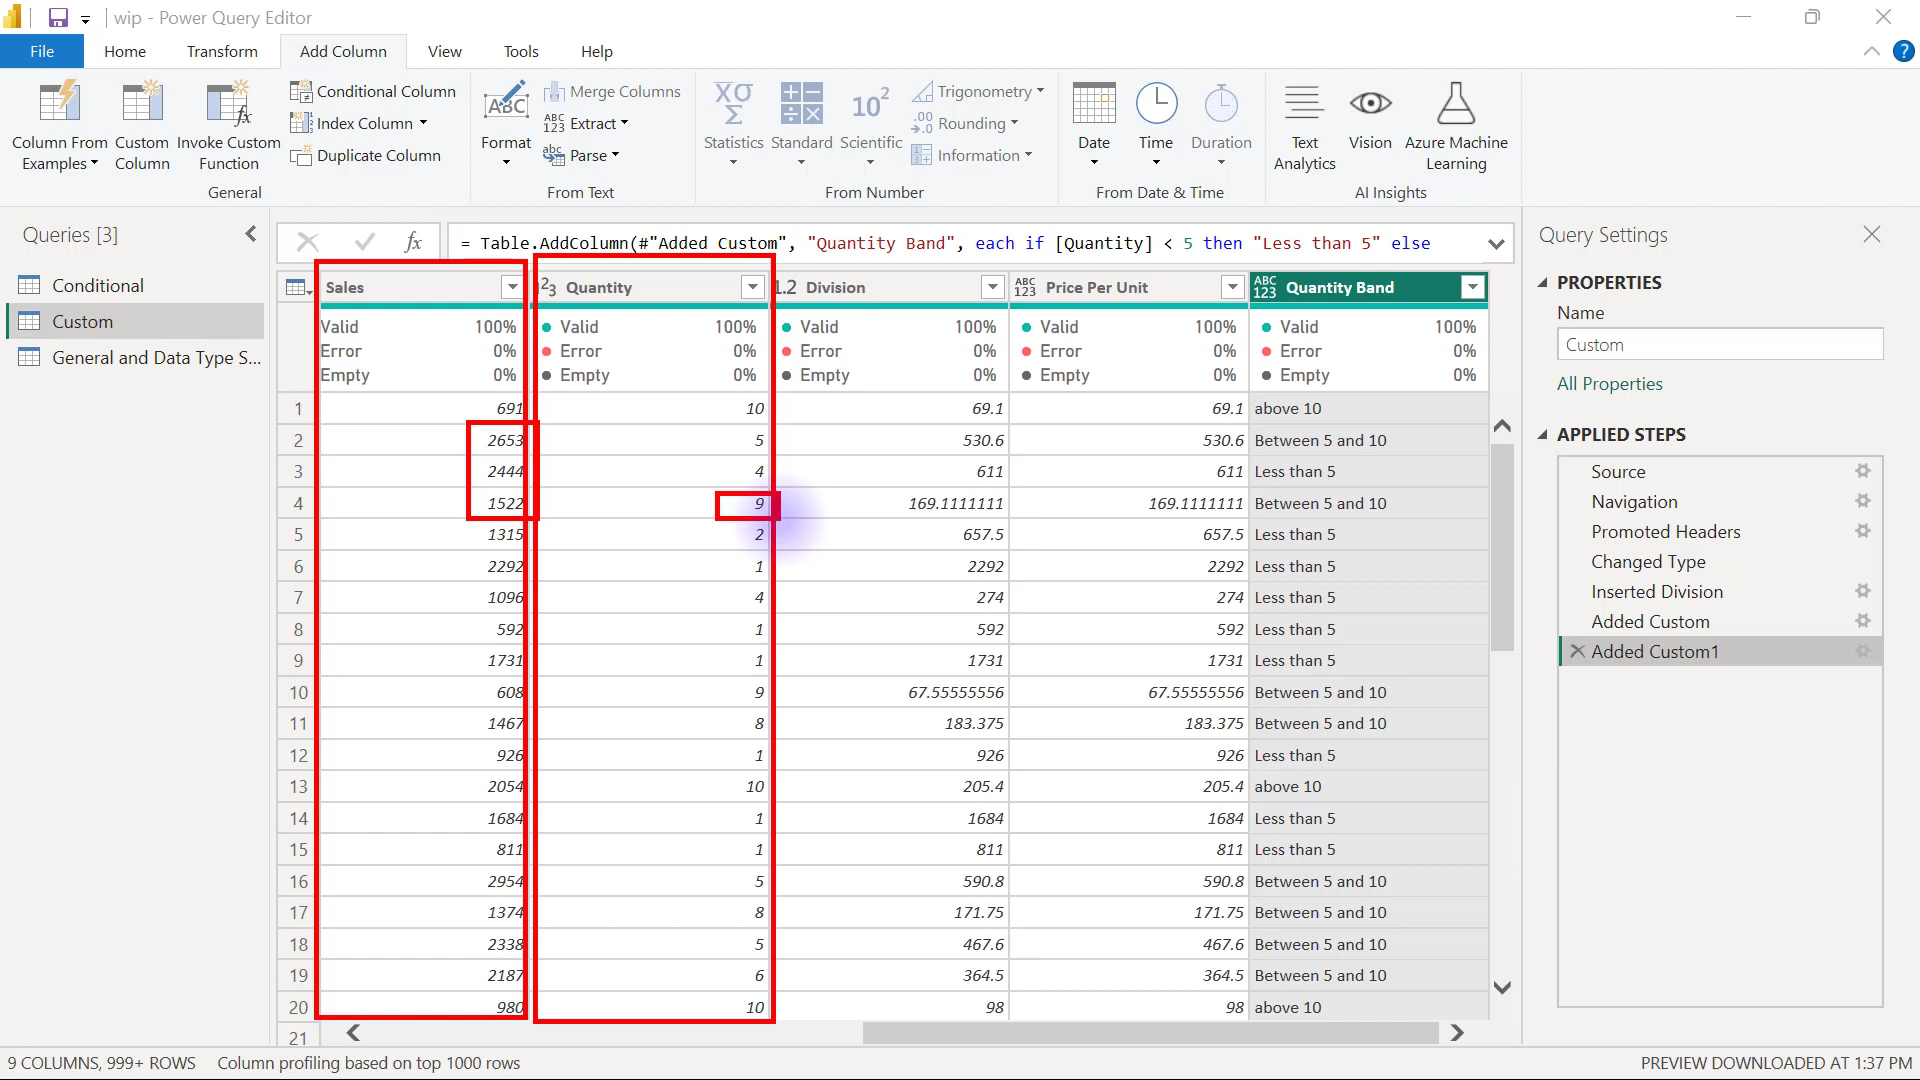 wip - Power Query Editor
File Home Transform Add Column View Tools Help ?
Column From Examples
Custom Column
Invoke Custom Function
Conditional Column
Index Column
Duplicate Column
General
ABC
Format
Merge Columns
ABC 123 Extract
abc Parse
From Text
Χσ Σ
Statistics
Standard
10²
Scientific
Trigonometry
.00 .0 Rounding
Information
From Number
Date
Time
Duration
From Date & Time
Text Analytics
Vision
Azure Machine Learning
AI Insights
Queries [3]
Conditional
Custom
General and Data Type S...
fx = Table.AddColumn(#"Added Custom", "Quantity Band", each if [Quantity] < 5 then "Less than 5" else
Sales 23 Quantity 1.2 Division ABC 123 Price Per Unit ABC 123 Quantity Band
Valid 100% Valid 100% Valid 100% Valid 100% Valid 100%
Error 0% Error 0% Error 0% Error 0% Error 0%
Empty 0% Empty 0% Empty 0% Empty 0% Empty 0%
1 691 10 69.1 69.1 above 10
2 2653 5 530.6 530.6 Between 5 and 10
3 2444 4 611 611 Less than 5
4 1522 9 169.1111111 169.1111111 Between 5 and 10
5 1315 2 657.5 657.5 Less than 5
6 2292 1 2292 2292 Less than 5
7 1096 4 274 274 Less than 5
8 592 1 592 592 Less than 5
9 1731 1 1731 1731 Less than 5
10 608 9 67.55555556 67.55555556 Between 5 and 10
11 1467 8 183.375 183.375 Between 5 and 10
12 926 1 926 926 Less than 5
13 2054 10 205.4 205.4 above 10
14 1684 1 1684 1684 Less than 5
15 811 1 811 811 Less than 5
16 2954 5 590.8 590.8 Between 5 and 10
17 1374 8 171.75 171.75 Between 5 and 10
18 2338 5 467.6 467.6 Between 5 and 10
19 2187 6 364.5 364.5 Between 5 and 10
20 980 10 98 98 above 10
21
Query Settings
PROPERTIES
Name
Custom
All Properties
APPLIED STEPS
Source
Navigation
Promoted Headers
Changed Type
Inserted Division
Added Custom
Added Custom1
9 COLUMNS, 999+ ROWS Column profiling based on top 1000 rows PREVIEW DOWNLOADED AT 1:37 PM